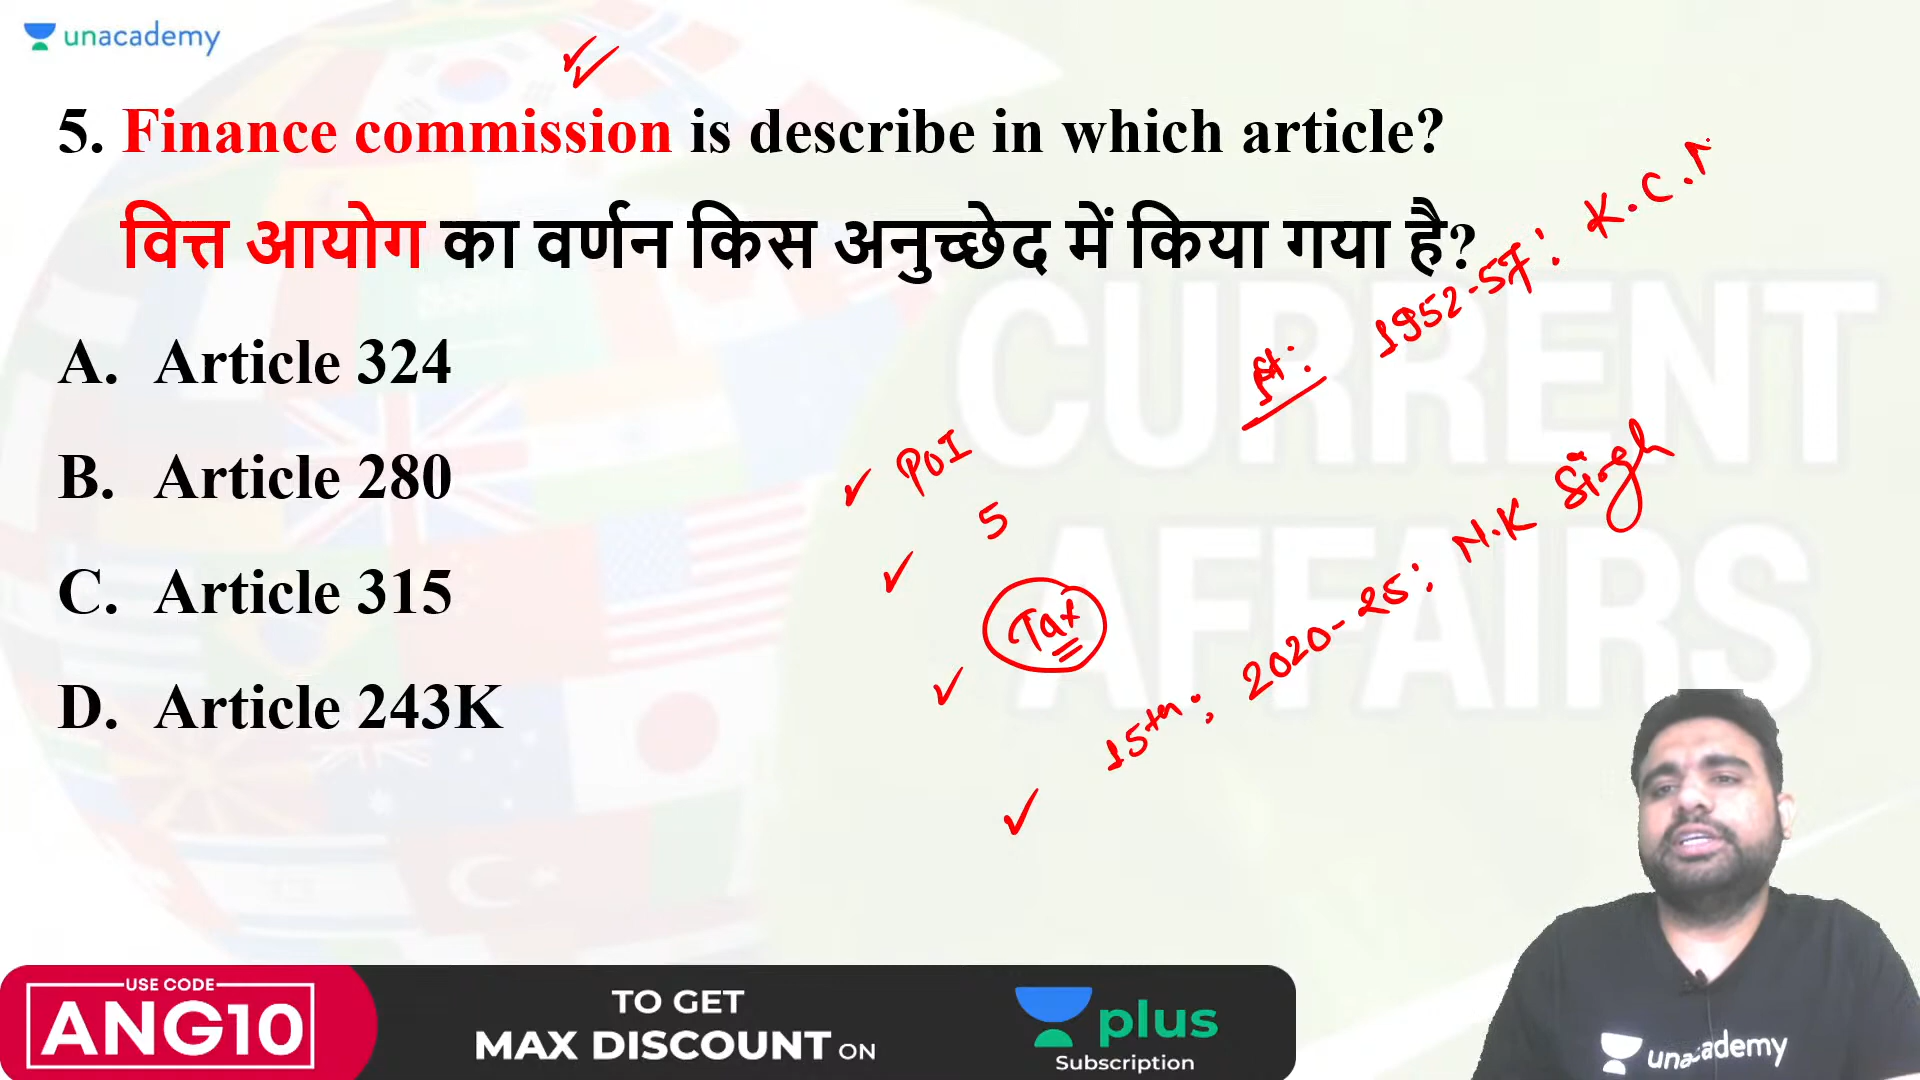 unacademy
5. Finance commission is describe in which article?
वित्त आयोग का वर्णन किस अनुच्छेद में किया गया है?
A. Article 324
B. Article 280
C. Article 315
D. Article 243K
1st: 1952-57: K.C.N
POI
5
Tax
15th: 2020-25: N.K Singh
CURRENT
AFFAIRS
USE CODE
ANG10
TO GET
MAX DISCOUNT ON
plus
Subscription
unacademy